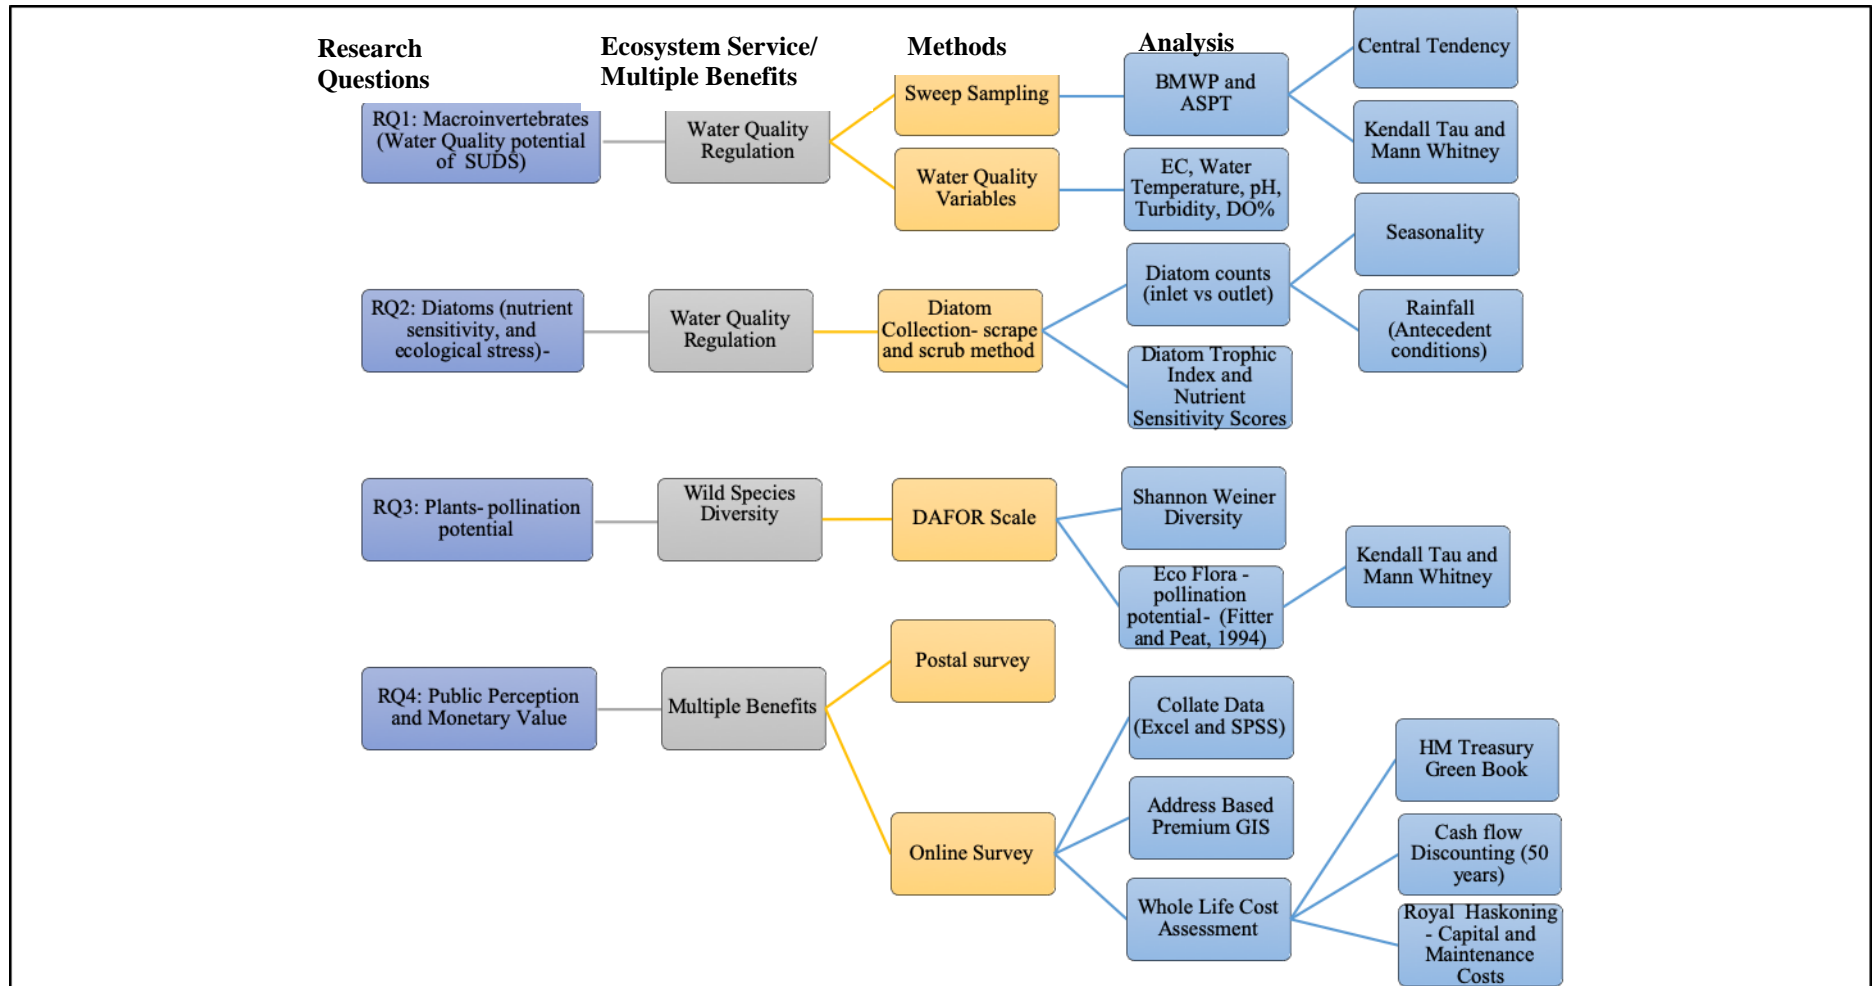 Research
Questions
Ecosystem Service/
Multiple Benefits
Methods
Analysis
RQ1: Macroinvertebrates
(Water Quality potential
of SUDS)
Water Quality
Regulation
Sweep Sampling
Water Quality
Variables
BMWP and
ASPT
EC, Water
Temperature, pH,
Turbidity, DO%
Central Tendency
Kendall Tau and
Mann Whitney
RQ2: Diatoms (nutrient
sensitivity, and
ecological stress)-
Water Quality
Regulation
Diatom
Collection- scrape
and scrub method
Diatom counts
(inlet vs outlet)
Diatom Trophic
Index and
Nutrient
Sensitivity Scores
Seasonality
Rainfall
(Antecedent
conditions)
RQ3: Plants- pollination
potential
Wild Species
Diversity
DAFOR Scale
Shannon Weiner
Diversity
Eco Flora -
pollination
potential- (Fitter
and Peat, 1994)
Kendall Tau and
Mann Whitney
RQ4: Public Perception
and Monetary Value
Multiple Benefits
Postal survey
Online Survey
Collate Data
(Excel and SPSS)
Address Based
Premium GIS
Whole Life Cost
Assessment
HM Treasury
Green Book
Cash flow
Discounting (50
years)
Royal Haskoning
- Capital and
Maintenance
Costs